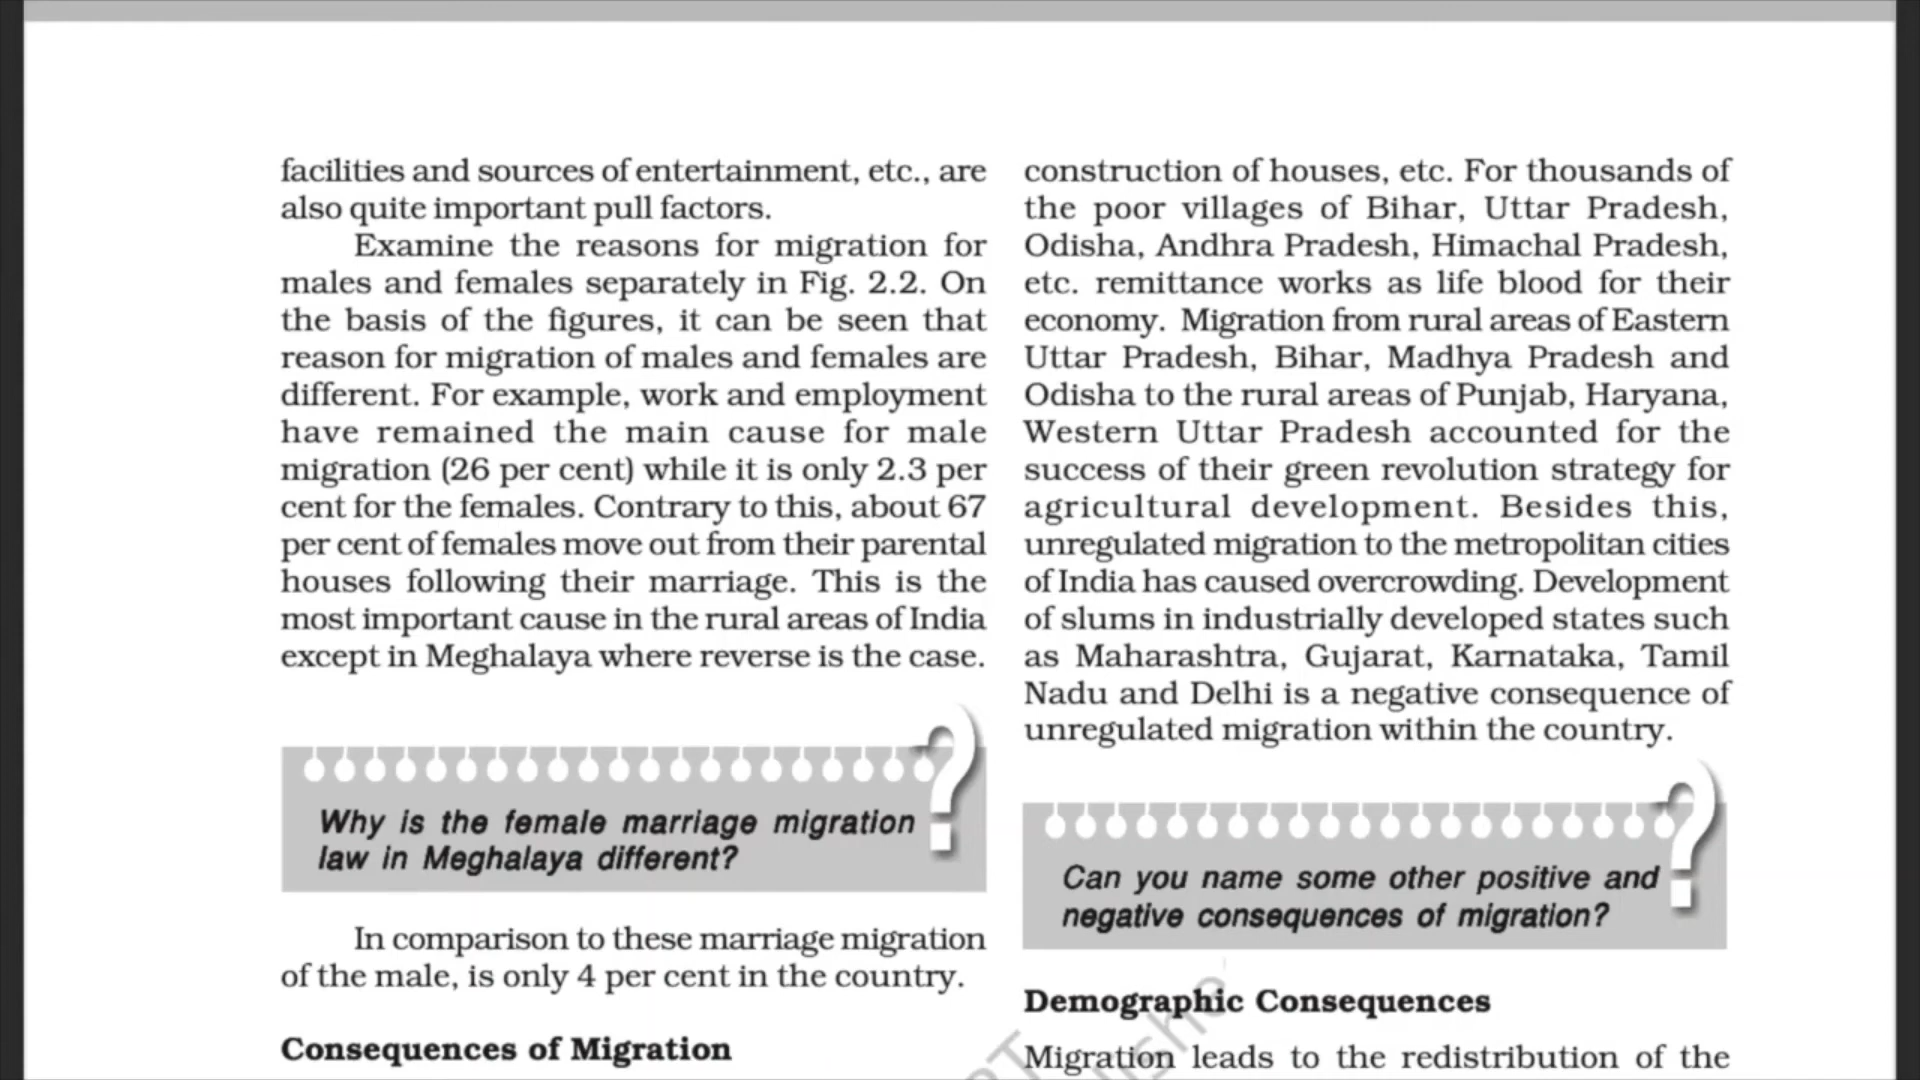 facilities and sources of entertainment, etc., are
also quite important pull factors.
Examine the reasons for migration for
males and females separately in Fig. 2.2. On
the basis of the figures, it can be seen that
reason for migration of males and females are
different. For example, work and employment
have remained the main cause for male
migration (26 per cent) while it is only 2.3 per
cent for the females. Contrary to this, about 67
per cent of females move out from their parental
houses following their marriage. This is the
most important cause in the rural areas of India
except in Meghalaya where reverse is the case.
Why is the female marriage migration
law in Meghalaya different?
?
In comparison to these marriage migration
of the male, is only 4 per cent in the country.
Consequences of Migration
construction of houses, etc. For thousands of
the poor villages of Bihar, Uttar Pradesh,
Odisha, Andhra Pradesh, Himachal Pradesh,
etc. remittance works as life blood for their
economy. Migration from rural areas of Eastern
Uttar Pradesh, Bihar, Madhya Pradesh and
Odisha to the rural areas of Punjab, Haryana,
Western Uttar Pradesh accounted for the
success of their green revolution strategy for
agricultural development. Besides this,
unregulated migration to the metropolitan cities
of India has caused overcrowding. Development
of slums in industrially developed states such
as Maharashtra, Gujarat, Karnataka, Tamil
Nadu and Delhi is a negative consequence of
unregulated migration within the country.
Can you name some other positive and
negative consequences of migration?
?
Demographic Consequences
Migration leads to the redistribution of the